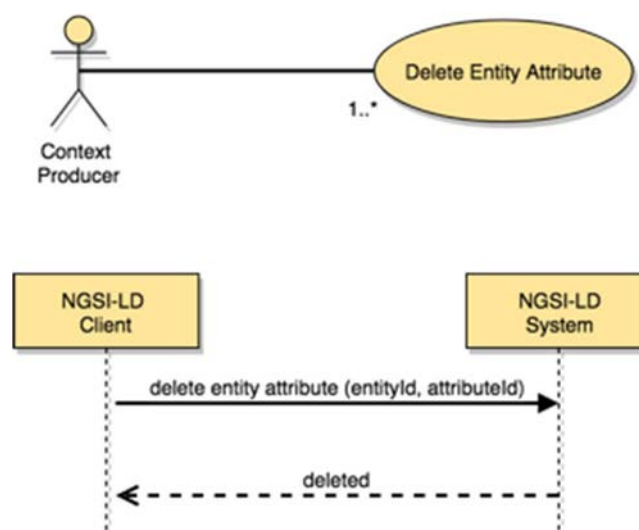 Delete Entity Attribute
1..*
Context
Producer
NGSI-LD
Client
NGSI-LD
System
delete entity attribute (entityId, attributeId)
deleted